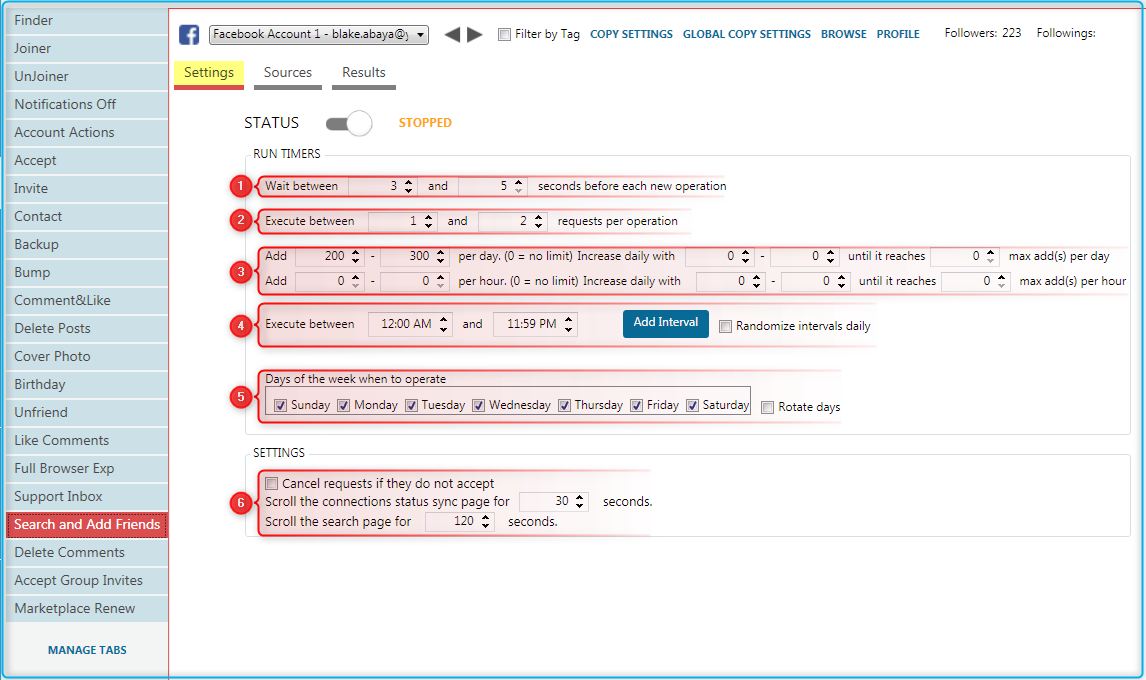 Finder
Joiner
UnJoiner
Notifications Off
Account Actions
Accept
Invite
Contact
Backup
Bump
Comment&Like
Delete Posts
Cover Photo
Birthday
Unfriend
Like Comments
Full Browser Exp
Support Inbox
Search and Add Friends
Delete Comments
Accept Group Invites
Marketplace Renew
MANAGE TABS
f Facebook Account 1 - blake.abaya@y Filter by Tag COPY SETTINGS GLOBAL COPY SETTINGS BROWSE PROFILE Followers: 223 Followings:
Settings Sources Results
STATUS STOPPED
RUN TIMERS
1 Wait between 3 and 5 seconds before each new operation
2 Execute between 1 and 2 requests per operation
3 Add 200 - 300 per day. (0 = no limit) Increase daily with 0 - 0 until it reaches 0 max add(s) per day
Add 0 - 0 per hour. (0 = no limit) Increase daily with 0 - 0 until it reaches 0 max add(s) per hour
4 Execute between 12:00 AM and 11:59 PM Add Interval Randomize intervals daily
Days of the week when to operate
5 Sunday Monday Tuesday Wednesday Thursday Friday Saturday Rotate days
SETTINGS
Cancel requests if they do not accept
6 Scroll the connections status sync page for 30 seconds.
Scroll the search page for 120 seconds.